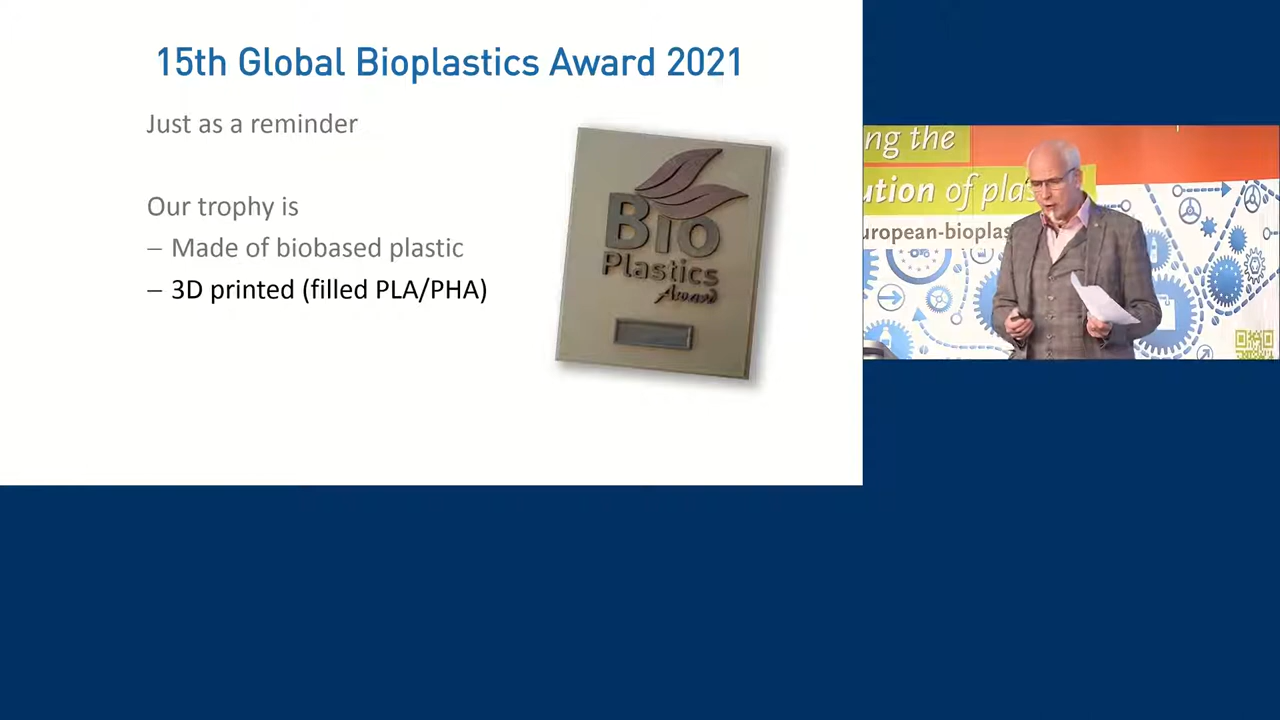 15th Global Bioplastics Award 2021
Just as a reminder
Our trophy is
– Made of biobased plastic
– 3D printed (filled PLA/PHA)
Bio
Plastics
Award
ng the
ution of plas
uropean-bioplas